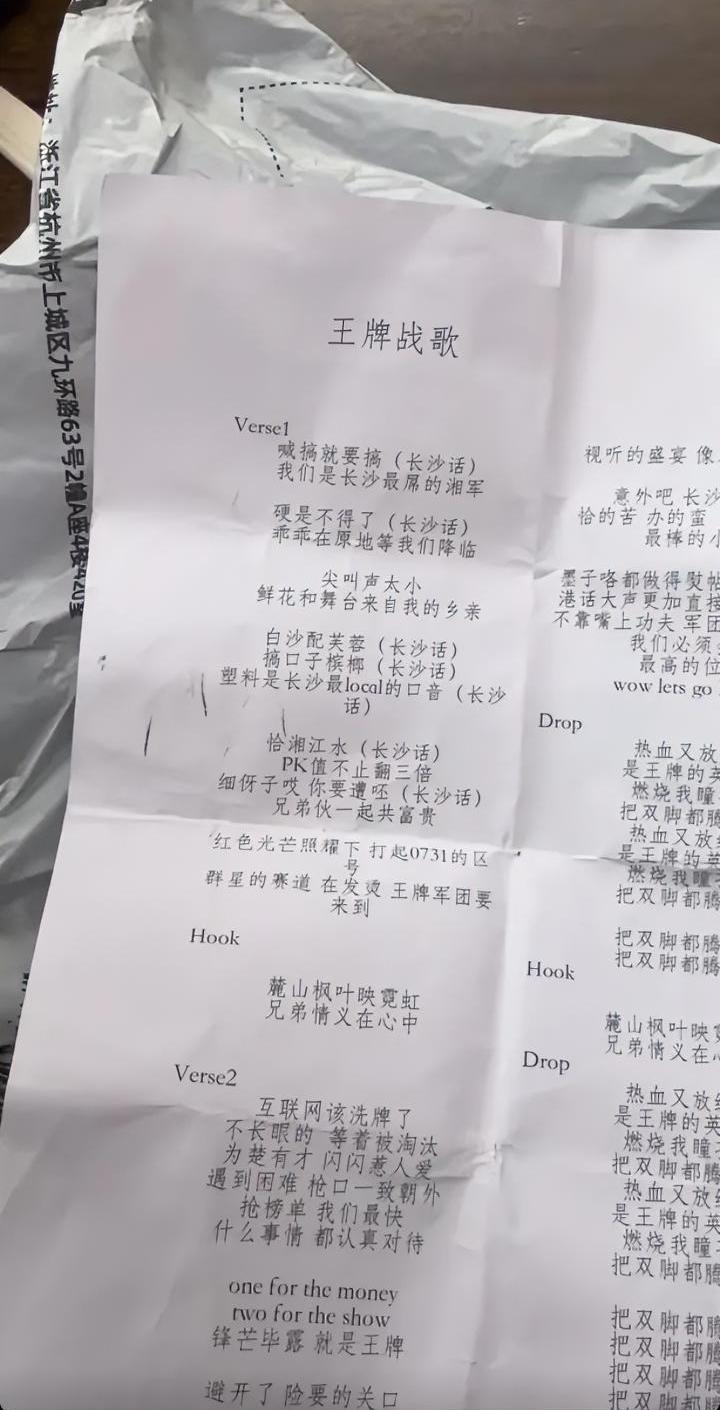 浙江省杭州市上城区九环路63号2幢A座4楼420室
王牌战歌
Verse1
喊搞就要搞（长沙话）
我们是长沙最屌的湘军
硬是不得了（长沙话）
乖乖在原地等我们降临
尖叫声太小
鲜花和舞台来自我的乡亲
白沙配芙蓉（长沙话）
搞口子槟榔（长沙话）
塑料是长沙最local的口音（长沙
话）
恰湘江水（长沙话）
PK值不止翻三倍
细伢子哎 你要遭呸（长沙话）
兄弟伙一起共富贵
红色光芒照耀下 打起0731的区
号
群星的赛道 在发烫 王牌军团要
来到
Hook
麓山枫叶映霓虹
兄弟情义在心中
Verse2
互联网该洗牌了
不长眼的 等着被淘汰
为楚有才 闪闪惹人爱
遇到困难 枪口一致朝外
抢榜单 我们最快
什么事情 都认真对待
one for the money
two for the show
锋芒毕露 就是王牌
避开了 险要的关口
视听的盛宴 像
意外吧 长沙
恰的苦 办的蛮
最棒的小
墨子咯都做得熨帖
港话大声更加直接
不靠嘴上功夫 军团
我们必须
最高的位
wow lets go
Drop
热血又放
是王牌的英
燃烧我瞳
把双脚都腾
热血又放
是王牌的英
燃烧我瞳
把双脚都腾
把双脚都腾
把双脚都腾
Hook
麓山枫叶映霓
兄弟情义在心
Drop
热血又放
是王牌的英
燃烧我瞳
把双脚都腾
热血又放
是王牌的英
燃烧我瞳
把双脚都腾
把双脚都腾
把双脚都腾
把双脚都腾
把双脚都腾